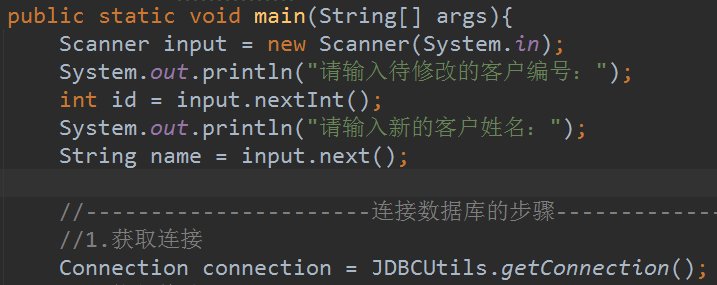 public static void main(String[] args){
Scanner input = new Scanner(System.in);
System.out.println("请输入待修改的客户编号：");
int id = input.nextInt();
System.out.println("请输入新的客户姓名：");
String name = input.next();
//----------------------连接数据库的步骤-------------
//1.获取连接
Connection connection = JDBCUtils.getConnection();